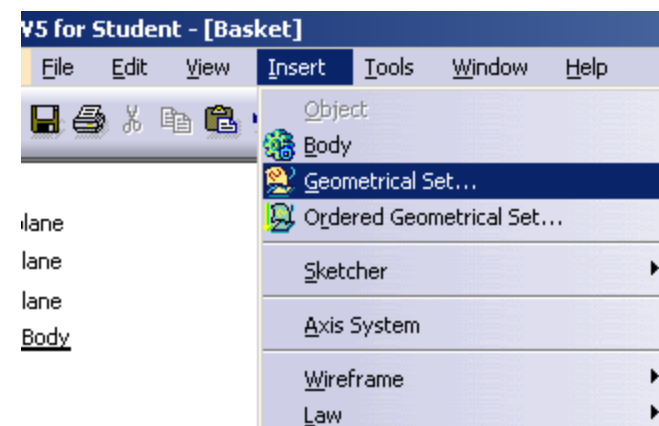 V5 for Student - [Basket]
File Edit View Insert Tools Window Help
Object
Body
Geometrical Set...
Ordered Geometrical Set...
plane
lane
Sketcher
lane
Body
Axis System
Wireframe
Law